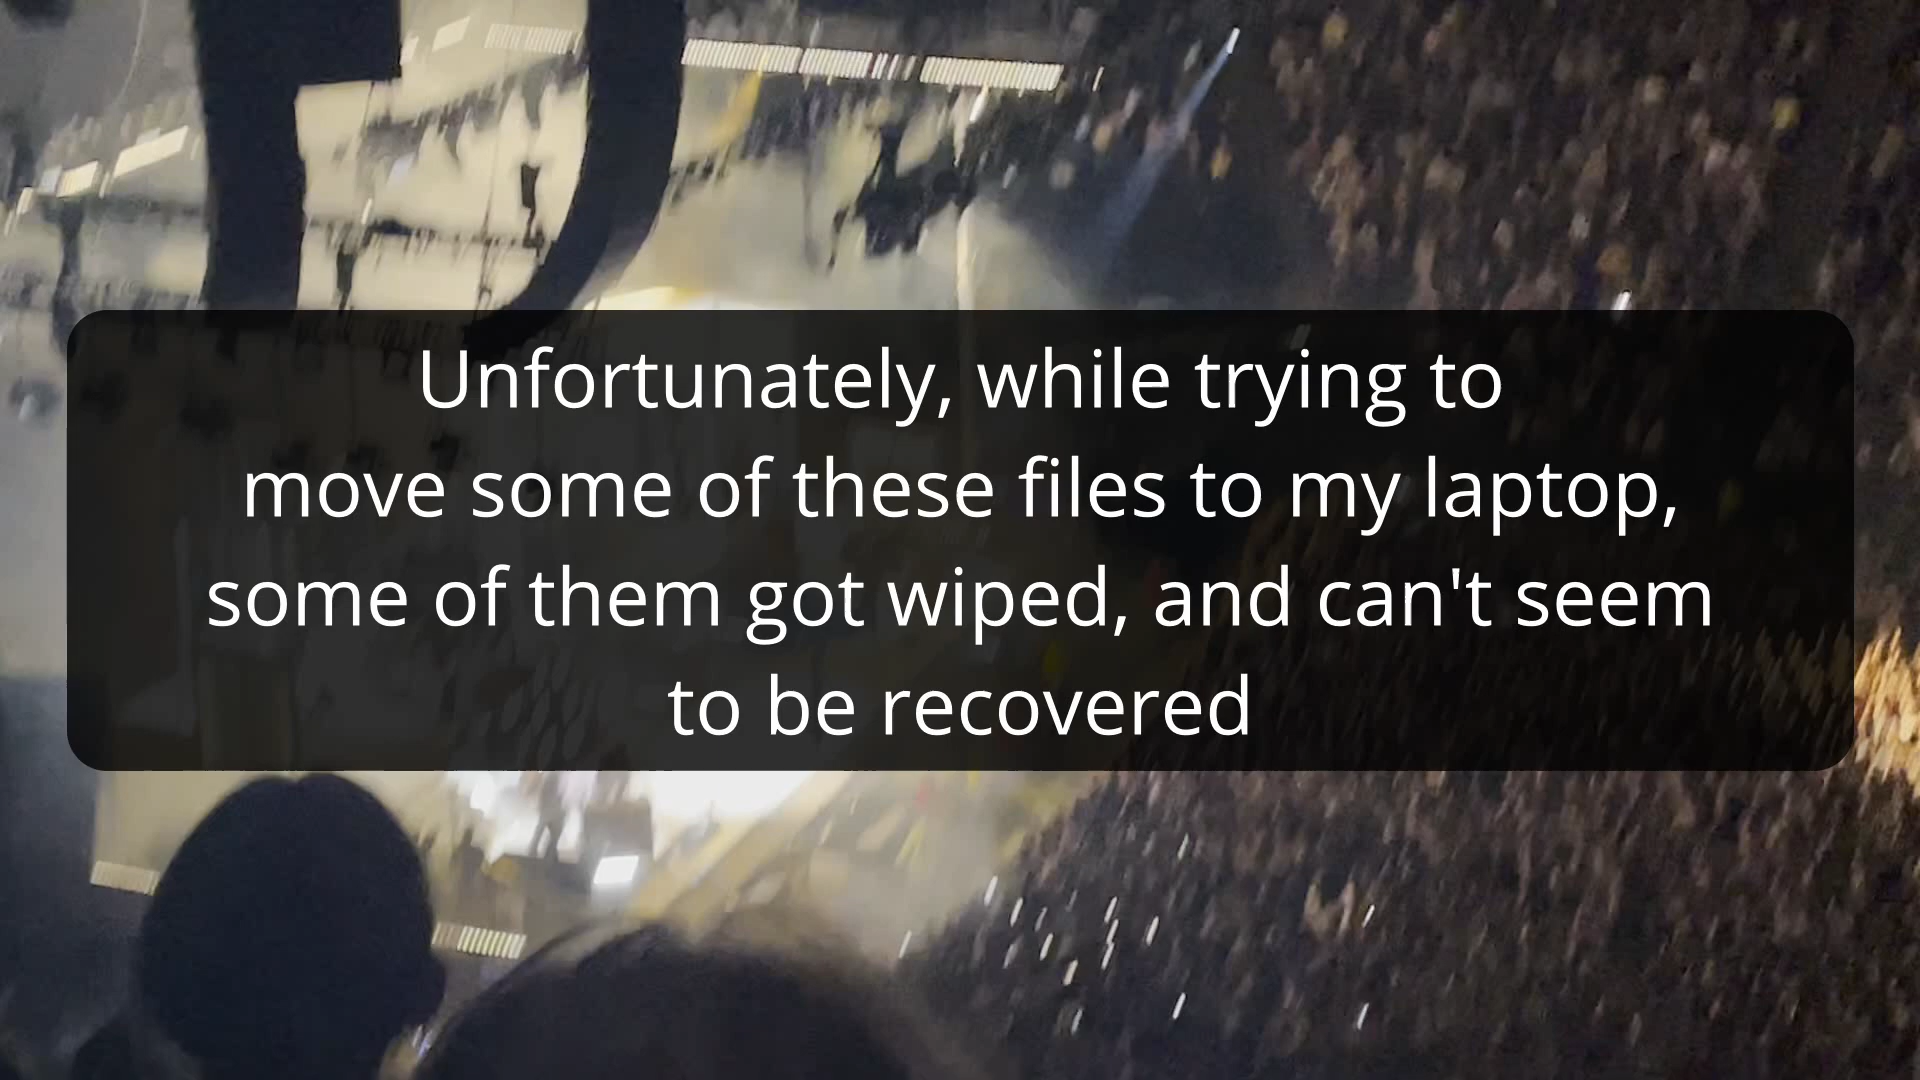 Unfortunately, while trying to
move some of these files to my laptop,
some of them got wiped, and can't seem
to be recovered